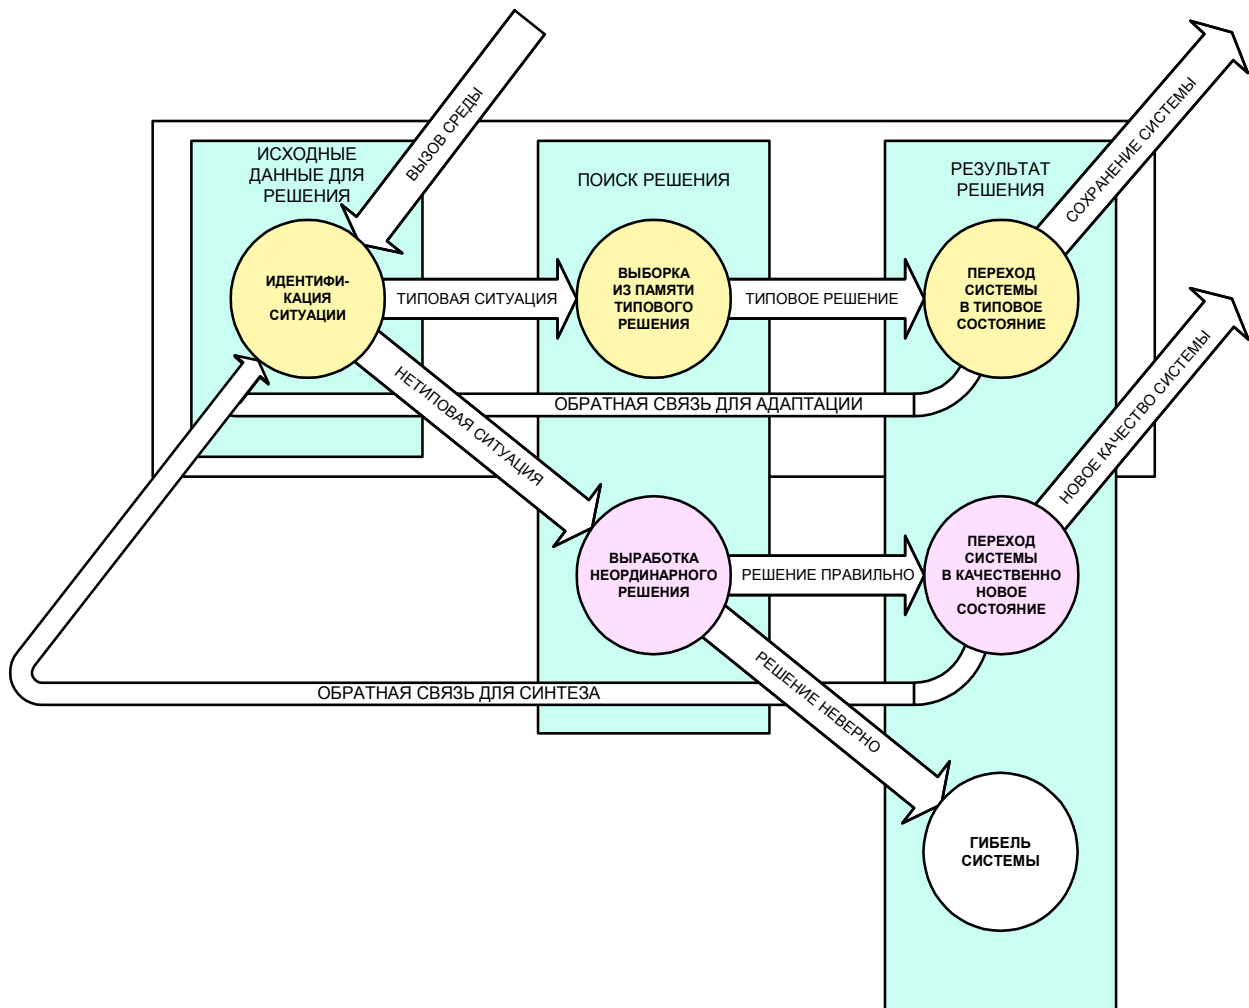 ВЫЗОВ СРЕДЫ
СОХРАНЕНИЕ СИСТЕМЫ
ИСХОДНЫЕ
ДАННЫЕ ДЛЯ
РЕШЕНИЯ
ПОИСК РЕШЕНИЯ
РЕЗУЛЬТАТ
РЕШЕНИЯ
ИДЕНТИФИ-
КАЦИЯ
СИТУАЦИИ
ТИПОВАЯ СИТУАЦИЯ
ВЫБОРКА
ИЗ ПАМЯТИ
ТИПОВОГО
РЕШЕНИЯ
ТИПОВОЕ РЕШЕНИЕ
ПЕРЕХОД
СИСТЕМЫ
В ТИПОВОЕ
СОСТОЯНИЕ
НЕТИПОВАЯ СИТУАЦИЯ
ОБРАТНАЯ СВЯЗЬ ДЛЯ АДАПТАЦИИ
НОВОЕ КАЧЕСТВО СИСТЕМЫ
ВЫРАБОТКА
НЕОРДИНАРНОГО
РЕШЕНИЯ
РЕШЕНИЕ ПРАВИЛЬНО
ПЕРЕХОД
СИСТЕМЫ
В КАЧЕСТВЕННО
НОВОЕ
СОСТОЯНИЕ
ОБРАТНАЯ СВЯЗЬ ДЛЯ СИНТЕЗА
РЕШЕНИЕ НЕВЕРНО
ГИБЕЛЬ
СИСТЕМЫ